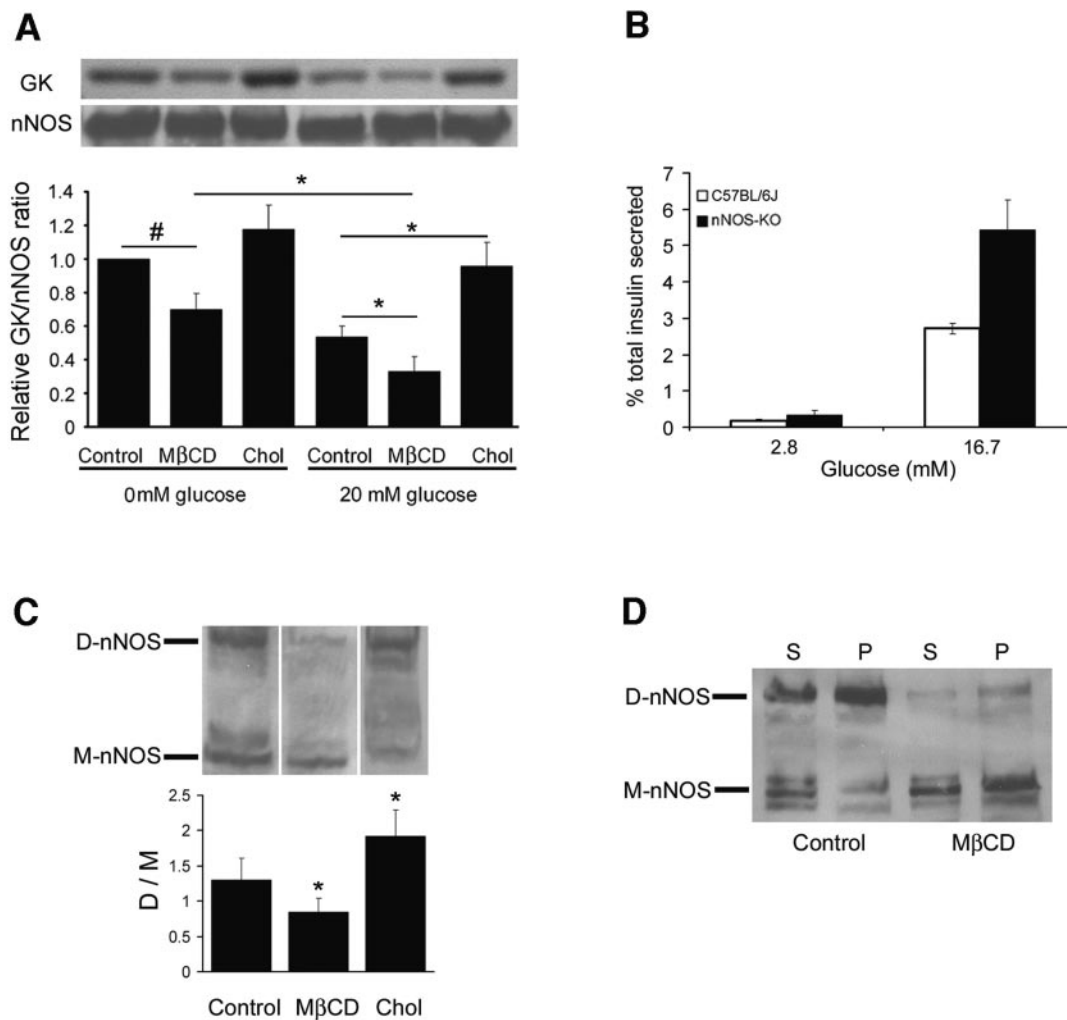 A
GK
nNOS
Relative GK/nNOS ratio
1.4
1.2
1.0
0.8
0.6
0.4
0.2
0
#
*
*
*
Control MβCD Chol Control MβCD Chol
0mM glucose 20 mM glucose
B
% total insulin secreted
7
6
5
4
3
2
1
0
C57BL/6J
nNOS-KO
2.8 16.7
Glucose (mM)
C
D-nNOS
M-nNOS
D / M
2.5
2
1.5
1
0.5
0
*
*
Control MβCD Chol
D
S P S P
D-nNOS
M-nNOS
Control MβCD